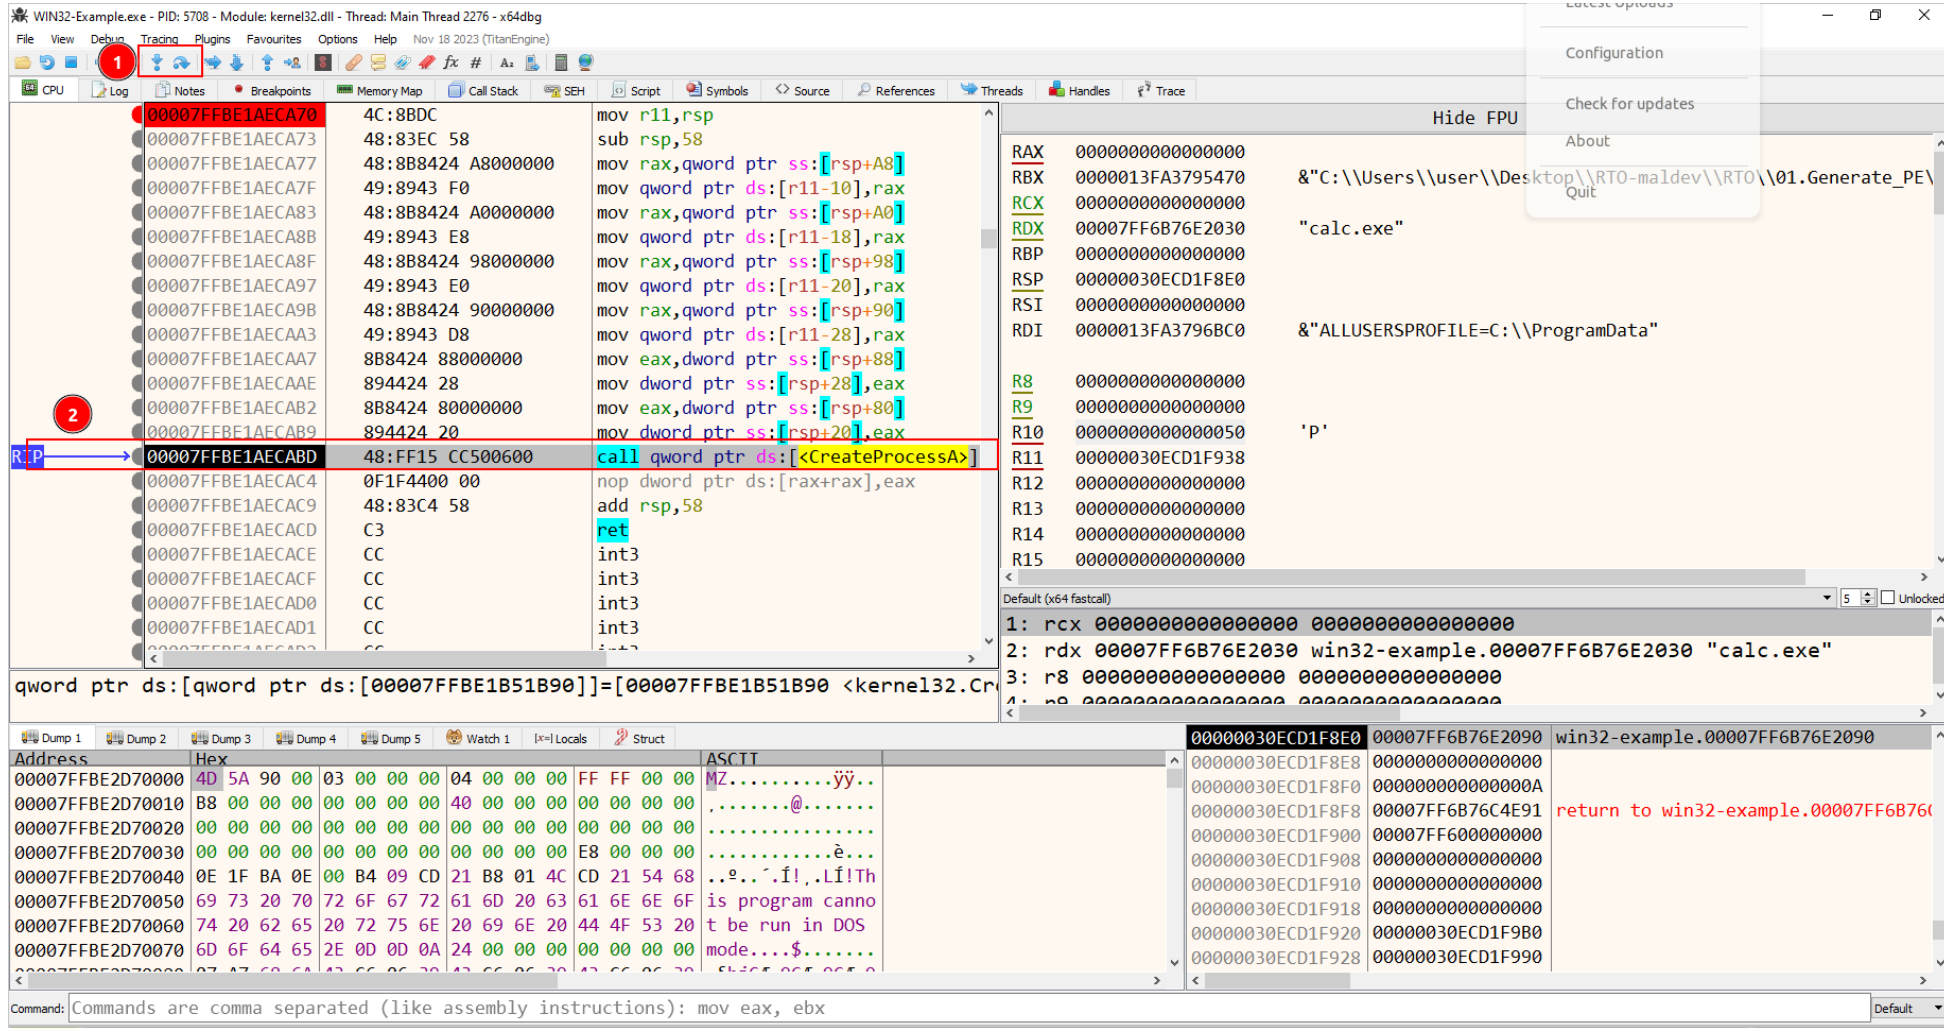 WIN32-Example.exe - PID: 5708 - Module: kernel32.dll - Thread: Main Thread 2276 - x64dbg
File View Debug Tracing Plugins Favourites Options Help Nov 18 2023 (TitanEngine)
1
Latest Uploads
Configuration
Check for updates
About
Quit
CPU Log Notes Breakpoints Memory Map Call Stack SEH Script Symbols Source References Threads Handles Trace
00007FFBE1AECA70 4C:8BDC mov r11,rsp
00007FFBE1AECA73 48:83EC 58 sub rsp,58
00007FFBE1AECA77 48:8B8424 A8000000 mov rax,qword ptr ss:[rsp+A8]
00007FFBE1AECA7F 49:8943 F0 mov qword ptr ds:[r11-10],rax
00007FFBE1AECA83 48:8B8424 A0000000 mov rax,qword ptr ss:[rsp+A0]
00007FFBE1AECA8B 49:8943 E8 mov qword ptr ds:[r11-18],rax
00007FFBE1AECA8F 48:8B8424 98000000 mov rax,qword ptr ss:[rsp+98]
00007FFBE1AECA97 49:8943 E0 mov qword ptr ds:[r11-20],rax
00007FFBE1AECA9B 48:8B8424 90000000 mov rax,qword ptr ss:[rsp+90]
00007FFBE1AECAA3 49:8943 D8 mov qword ptr ds:[r11-28],rax
00007FFBE1AECAA7 8B8424 88000000 mov eax,dword ptr ss:[rsp+88]
00007FFBE1AECAAE 894424 28 mov dword ptr ss:[rsp+28],eax
00007FFBE1AECAB2 8B8424 80000000 mov eax,dword ptr ss:[rsp+80]
2
00007FFBE1AECAB9 894424 20 mov dword ptr ss:[rsp+20],eax
RIP 00007FFBE1AECABD 48:FF15 CC500600 call qword ptr ds:[<CreateProcessA>]
00007FFBE1AECAC4 0F1F4400 00 nop dword ptr ds:[rax+rax],eax
00007FFBE1AECAC9 48:83C4 58 add rsp,58
00007FFBE1AECACD C3 ret
00007FFBE1AECACE CC int3
00007FFBE1AECACF CC int3
00007FFBE1AECAD0 CC int3
00007FFBE1AECAD1 CC int3
00007FFBE1AECAD2 CC int3
Hide FPU
RAX 0000000000000000
RBX 0000013FA3795470 &"C:\\Users\\user\\Desktop\\RTO-maldev\\RTO\\01.Generate_PE\
RCX 0000000000000000
RDX 00007FF6B76E2030 "calc.exe"
RBP 0000000000000000
RSP 00000030ECD1F8E0
RSI 0000000000000000
RDI 0000013FA3796BC0 &"ALLUSERSPROFILE=C:\\ProgramData"
R8 0000000000000000
R9 0000000000000000
R10 0000000000000050 'P'
R11 00000030ECD1F938
R12 0000000000000000
R13 0000000000000000
R14 0000000000000000
R15 0000000000000000
Default (x64 fastcall) 5 Unlocked
1: rcx 0000000000000000 0000000000000000
2: rdx 00007FF6B76E2030 win32-example.00007FF6B76E2030 "calc.exe"
3: r8 0000000000000000 0000000000000000
4: r9 0000000000000000 0000000000000000
qword ptr ds:[qword ptr ds:[00007FFBE1B51B90]]=[00007FFBE1B51B90 <kernel32.Cre
Dump 1 Dump 2 Dump 3 Dump 4 Dump 5 Watch 1 [x=] Locals Struct
Address Hex ASCII
00007FFBE2D70000 4D 5A 90 00 03 00 00 00 04 00 00 00 FF FF 00 00 MZ..........ÿÿ..
00007FFBE2D70010 B8 00 00 00 00 00 00 00 40 00 00 00 00 00 00 00 ¸.......@.......
00007FFBE2D70020 00 00 00 00 00 00 00 00 00 00 00 00 00 00 00 00 ................
00007FFBE2D70030 00 00 00 00 00 00 00 00 00 00 00 00 E8 00 00 00 ............è...
00007FFBE2D70040 0E 1F BA 0E 00 B4 09 CD 21 B8 01 4C CD 21 54 68 ..º..´.Í!¸.LÍ!Th
00007FFBE2D70050 69 73 20 70 72 6F 67 72 61 6D 20 63 61 6E 6E 6F is program canno
00007FFBE2D70060 74 20 62 65 20 72 75 6E 20 69 6E 20 44 4F 53 20 t be run in DOS
00007FFBE2D70070 6D 6F 64 65 2E 0D 0D 0A 24 00 00 00 00 00 00 00 mode....$.......
00000030ECD1F8E0 00007FF6B76E2090 win32-example.00007FF6B76E2090
00000030ECD1F8E8 0000000000000000
00000030ECD1F8F0 000000000000000A
00000030ECD1F8F8 00007FF6B76C4E91 return to win32-example.00007FF6B76C
00000030ECD1F900 00007FF600000000
00000030ECD1F908 0000000000000000
00000030ECD1F910 0000000000000000
00000030ECD1F918 0000000000000000
00000030ECD1F920 00000030ECD1F9B0
00000030ECD1F928 00000030ECD1F990
Command: Commands are comma separated (like assembly instructions): mov eax, ebx Default